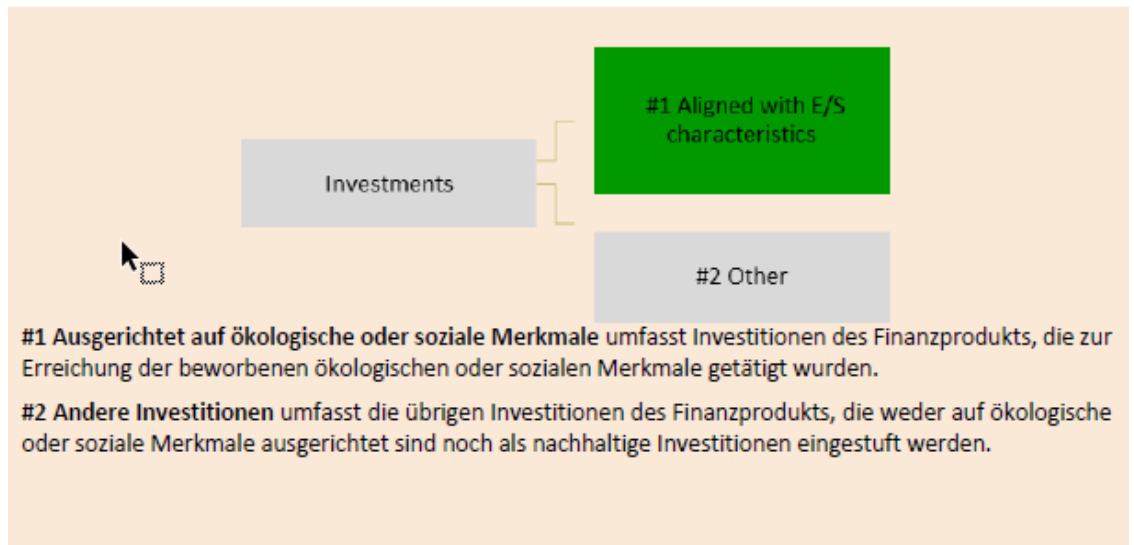 #1 Aligned with E/S
characteristics
Investments
#2 Other
#1 Ausgerichtet auf ökologische oder soziale Merkmale umfasst Investitionen des Finanzprodukts, die zur
Erreichung der beworbenen ökologischen oder sozialen Merkmale getätigt wurden.
#2 Andere Investitionen umfasst die übrigen Investitionen des Finanzprodukts, die weder auf ökologische
oder soziale Merkmale ausgerichtet sind noch als nachhaltige Investitionen eingestuft werden.